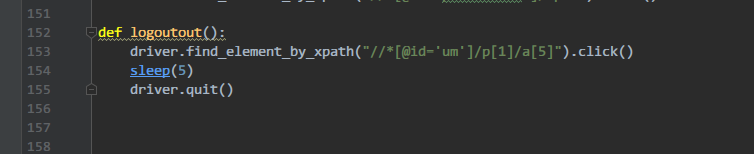 151
152 def logoutout():
153 driver.find_element_by_xpath("//*[@id='um']/p[1]/a[5]").click()
154 sleep(5)
155 driver.quit()
156
157
158